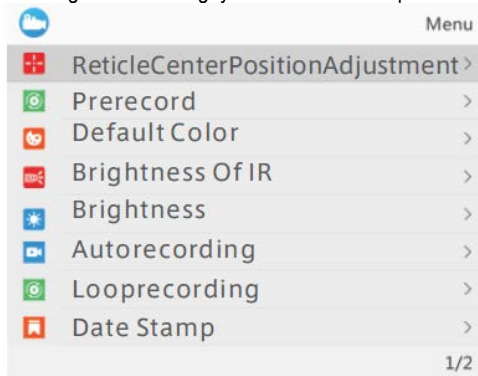 Menu
ReticleCenterPositionAdjustment
Prerecord
Default Color
Brightness Of IR
Brightness
Autorecording
Looprecording
Date Stamp
1/2